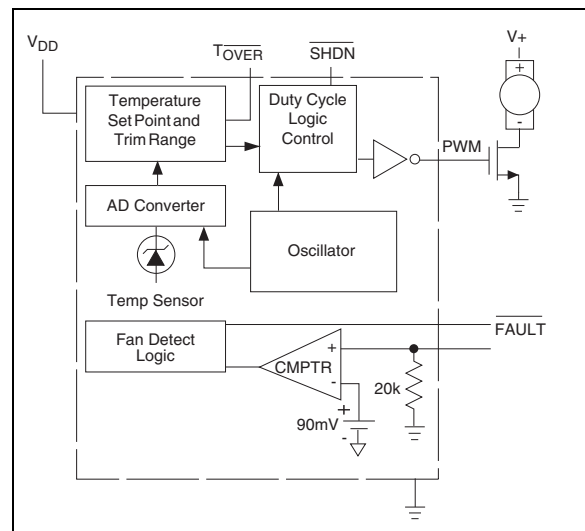 VDD
TOVER
SHDN
V+
+
-
Temperature
Set Point and
Trim Range
Duty Cycle
Logic
Control
PWM
AD Converter
Oscillator
Temp Sensor
Fan Detect
Logic
CMPTR
+
-
FAULT
20k
+
90mV
-